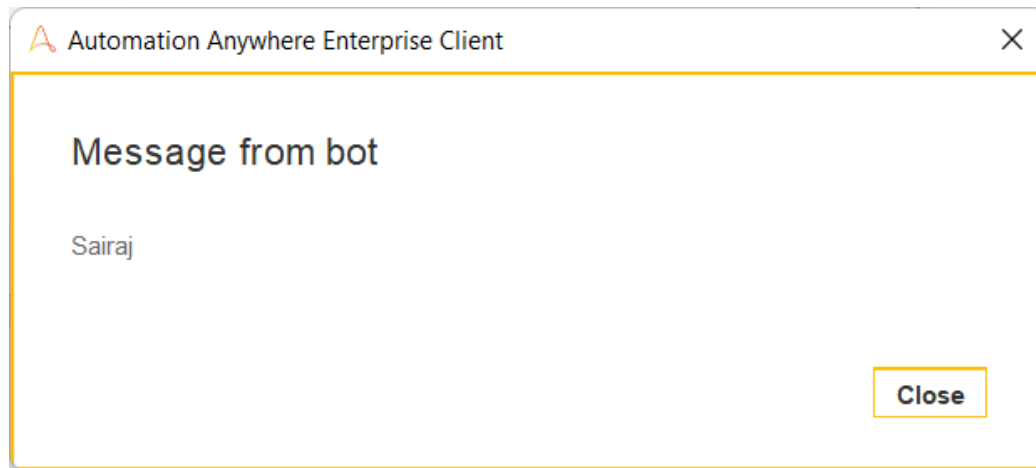 Automation Anywhere Enterprise Client
Message from bot
Sairaj
Close